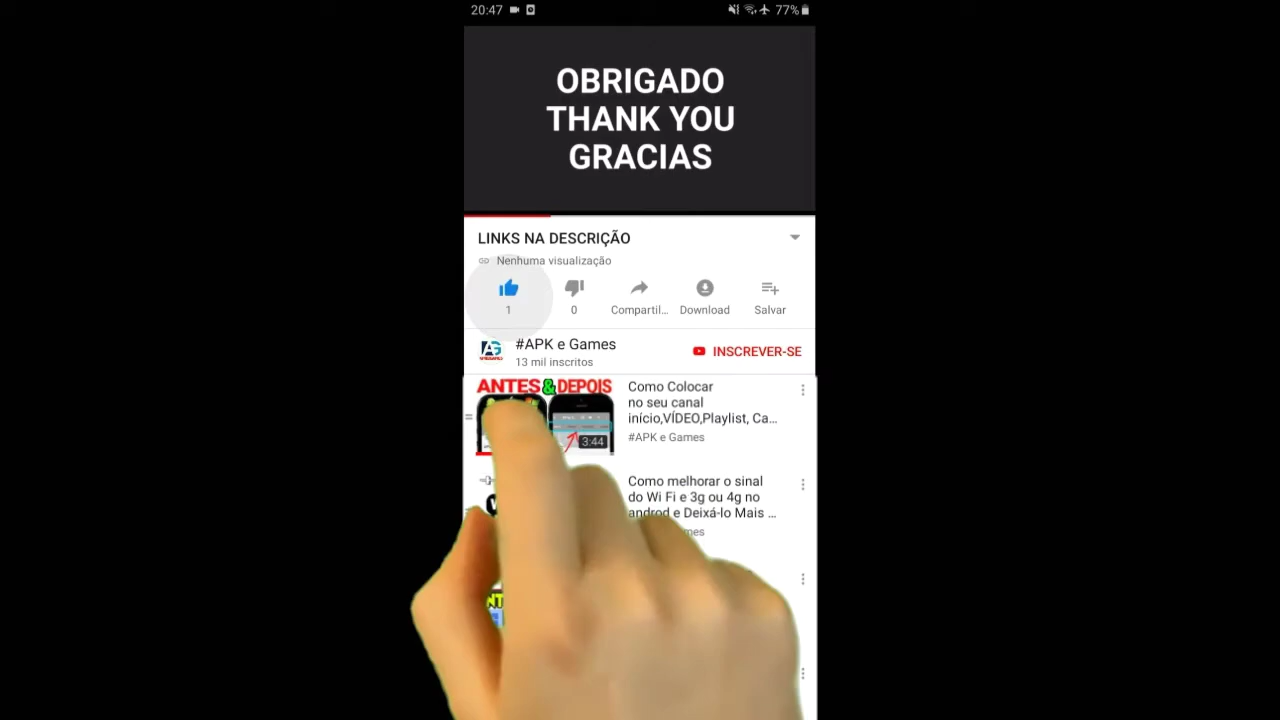 20:47
77%
OBRIGADO
THANK YOU
GRACIAS
LINKS NA DESCRIÇÃO
Nenhuma visualização
1
0
Compartil...
Download
Salvar
#APK e Games
13 mil inscritos
INSCREVER-SE
ANTES & DEPOIS
3:44
Como Colocar
no seu canal
início,VÍDEO,Playlist, Ca...
#APK e Games
Como melhorar o sinal
do Wi Fi e 3g ou 4g no
androd e Deixá-lo Mais ...